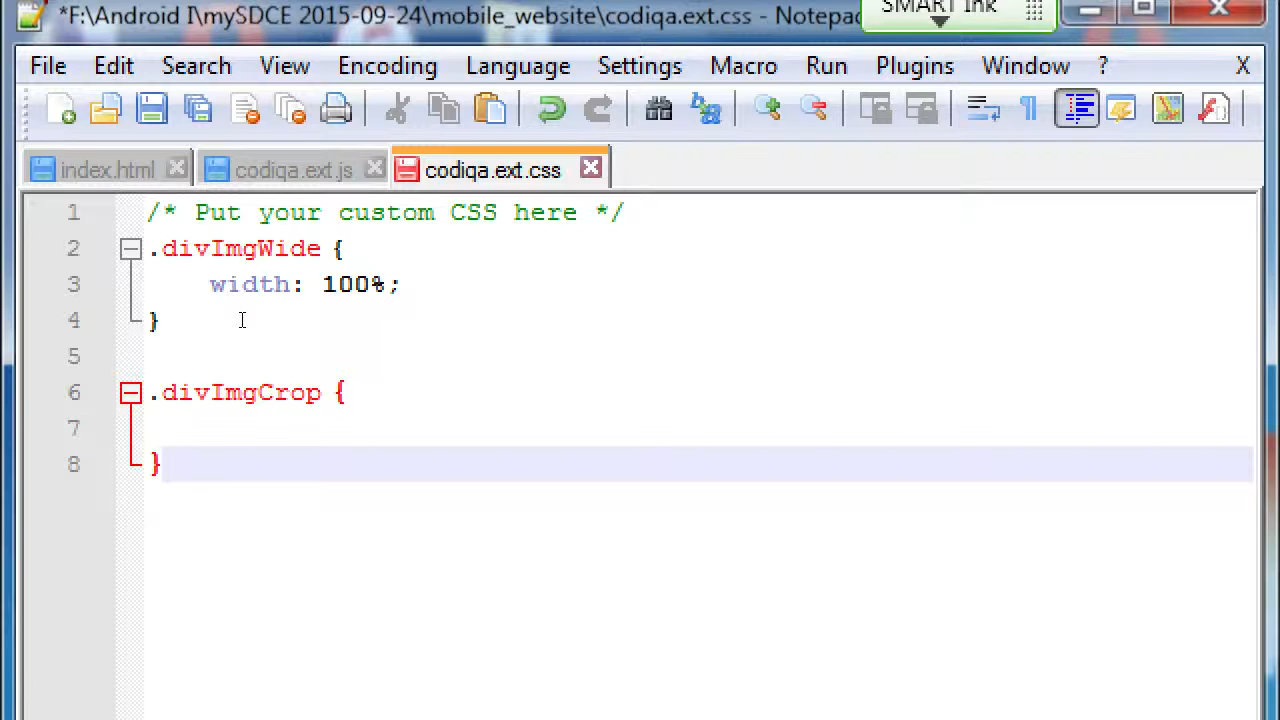 *F:\Android I\mySDCE 2015-09-24\mobile_website\codiqa.ext.css - Notepa
SMART Ink
File Edit Search View Encoding Language Settings Macro Run Plugins Window ? X
index.html codiqa.ext.js codiqa.ext.css
1 /* Put your custom CSS here */
2 .divImgWide {
3 width: 100%;
4 }
5
6 .divImgCrop {
7
8 }